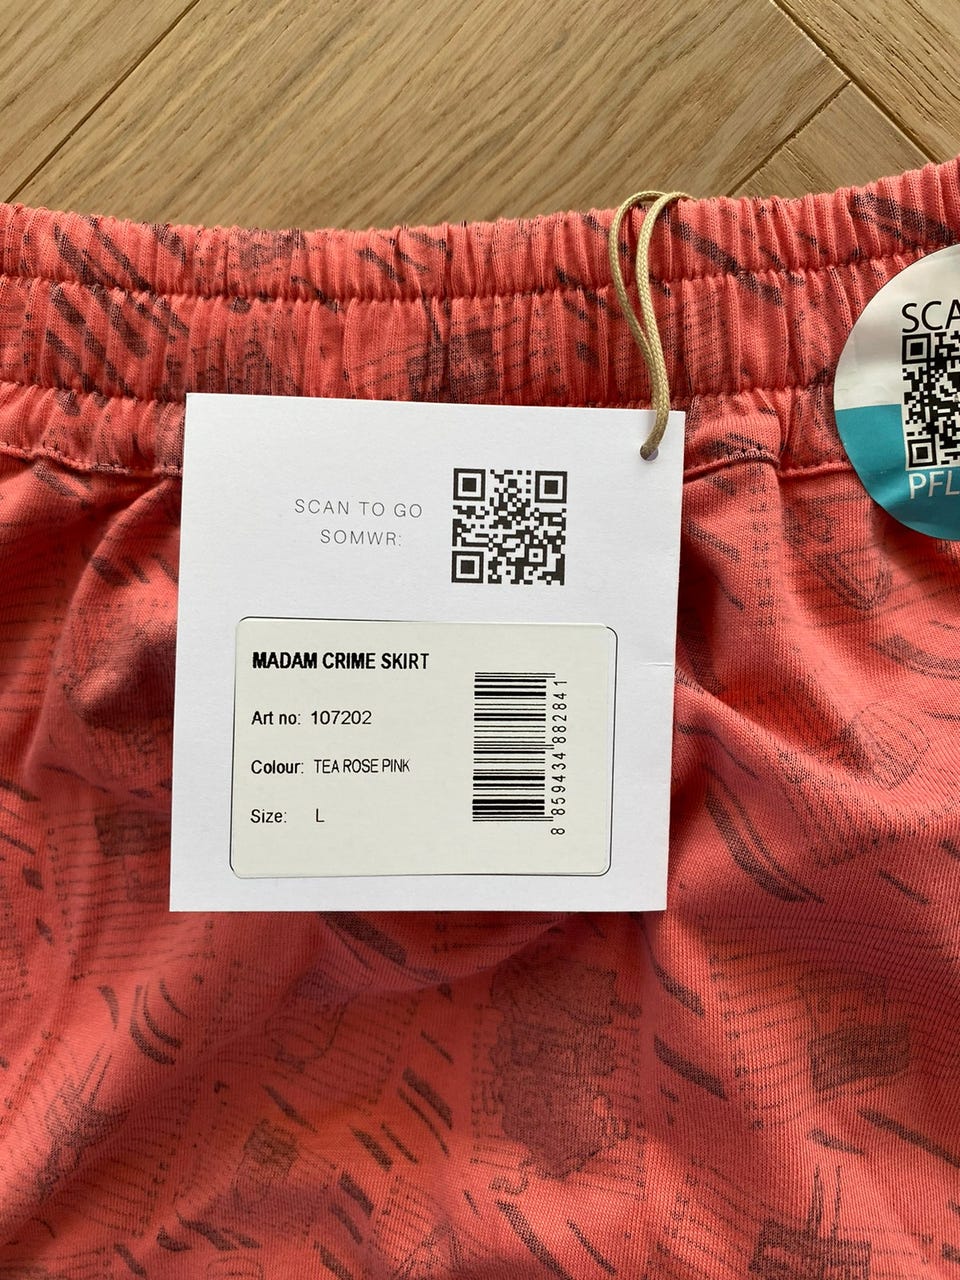 SCAN TO GO
SOMWR:
MADAM CRIME SKIRT
Art no: 107202
Colour: TEA ROSE PINK
Size: L
8 859434 882841
SCA
PFL